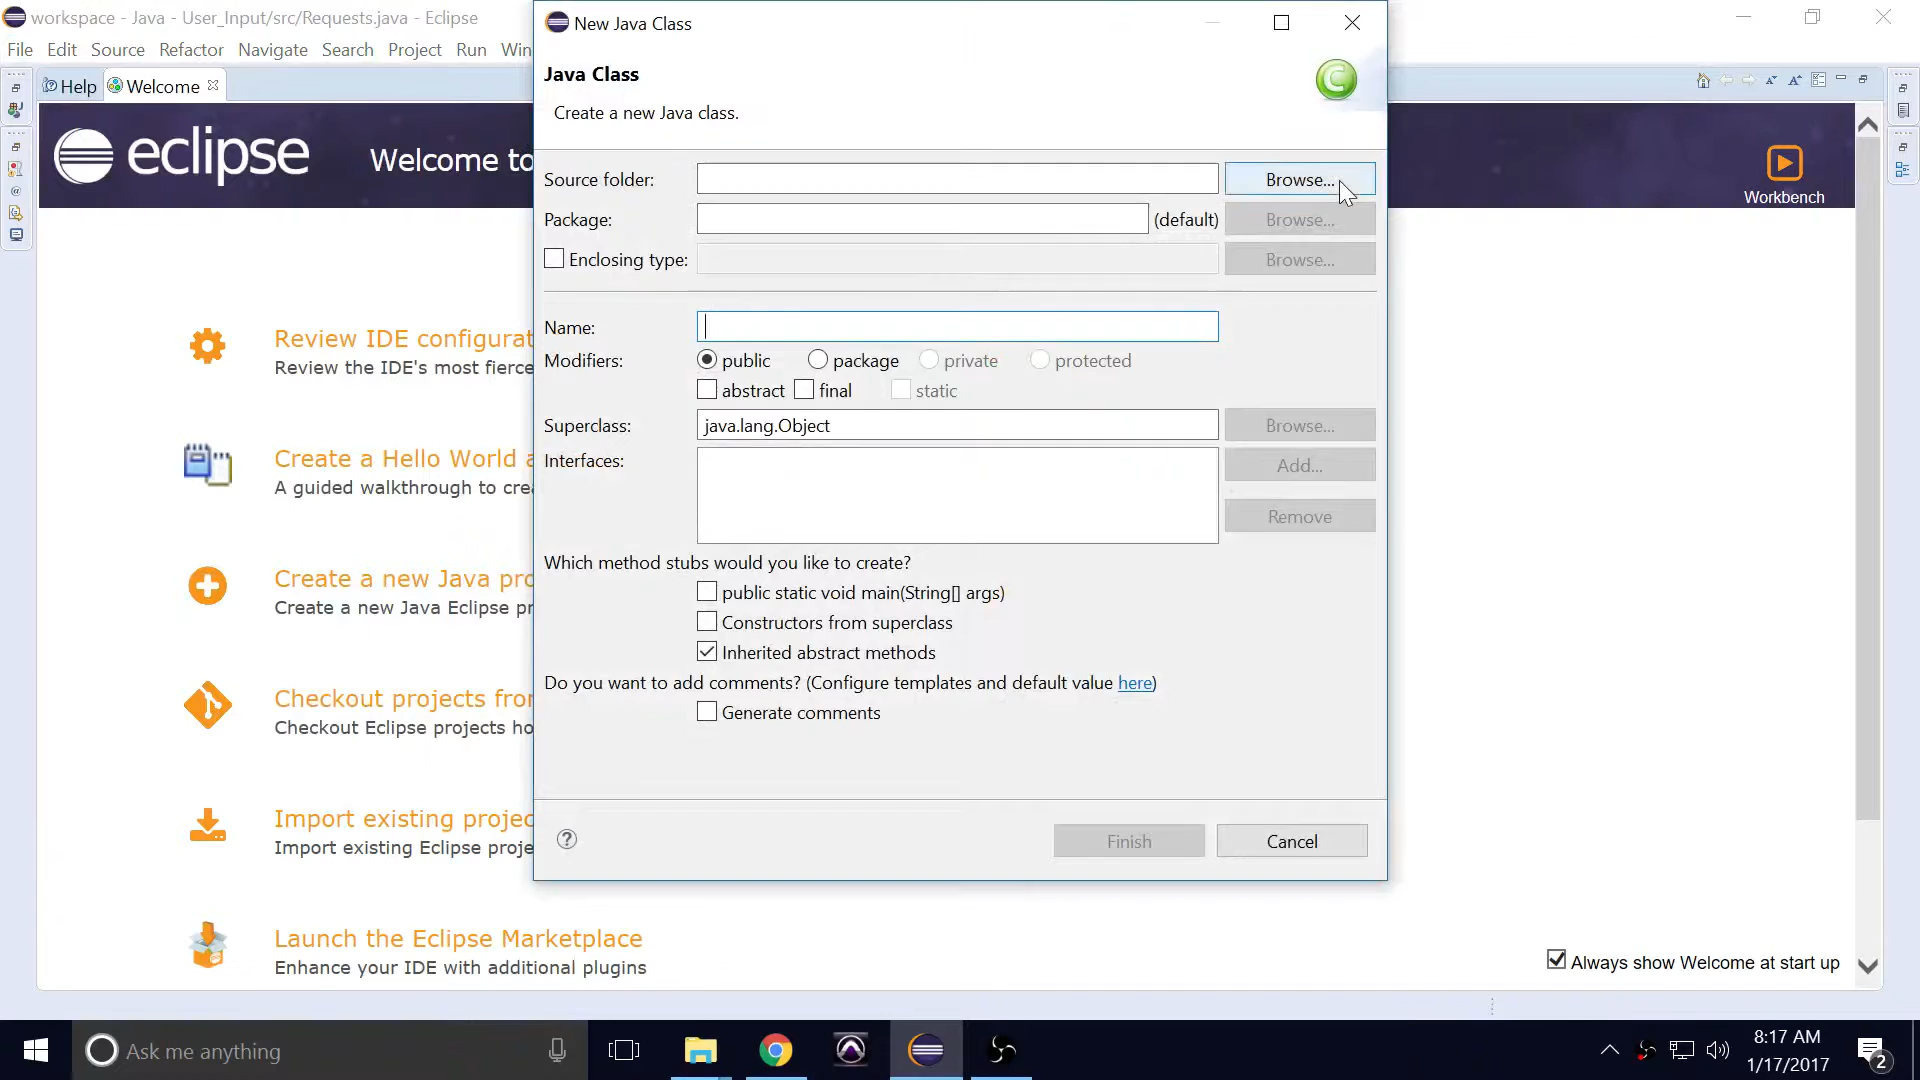 workspace - Java - User_Input/src/Requests.java - Eclipse
File Edit Source Refactor Navigate Search Project Run Win
Help Welcome
eclipse Welcome to
Workbench
Review IDE configurat
Review the IDE's most fierce
Create a Hello World a
A guided walkthrough to crea
Create a new Java pro
Create a new Java Eclipse pr
Checkout projects fron
Checkout Eclipse projects ho
Import existing projec
Import existing Eclipse proje
Launch the Eclipse Marketplace
Enhance your IDE with additional plugins
Always show Welcome at start up
New Java Class
Java Class
Create a new Java class.
C
Source folder: Browse...
Package: (default) Browse...
Enclosing type: Browse...
Name:
Modifiers: public package private protected
abstract final static
Superclass: java.lang.Object Browse...
Interfaces: Add...
Remove
Which method stubs would you like to create?
public static void main(String[] args)
Constructors from superclass
Inherited abstract methods
Do you want to add comments? (Configure templates and default value here)
Generate comments
? Finish Cancel
Ask me anything
8:17 AM
1/17/2017
2